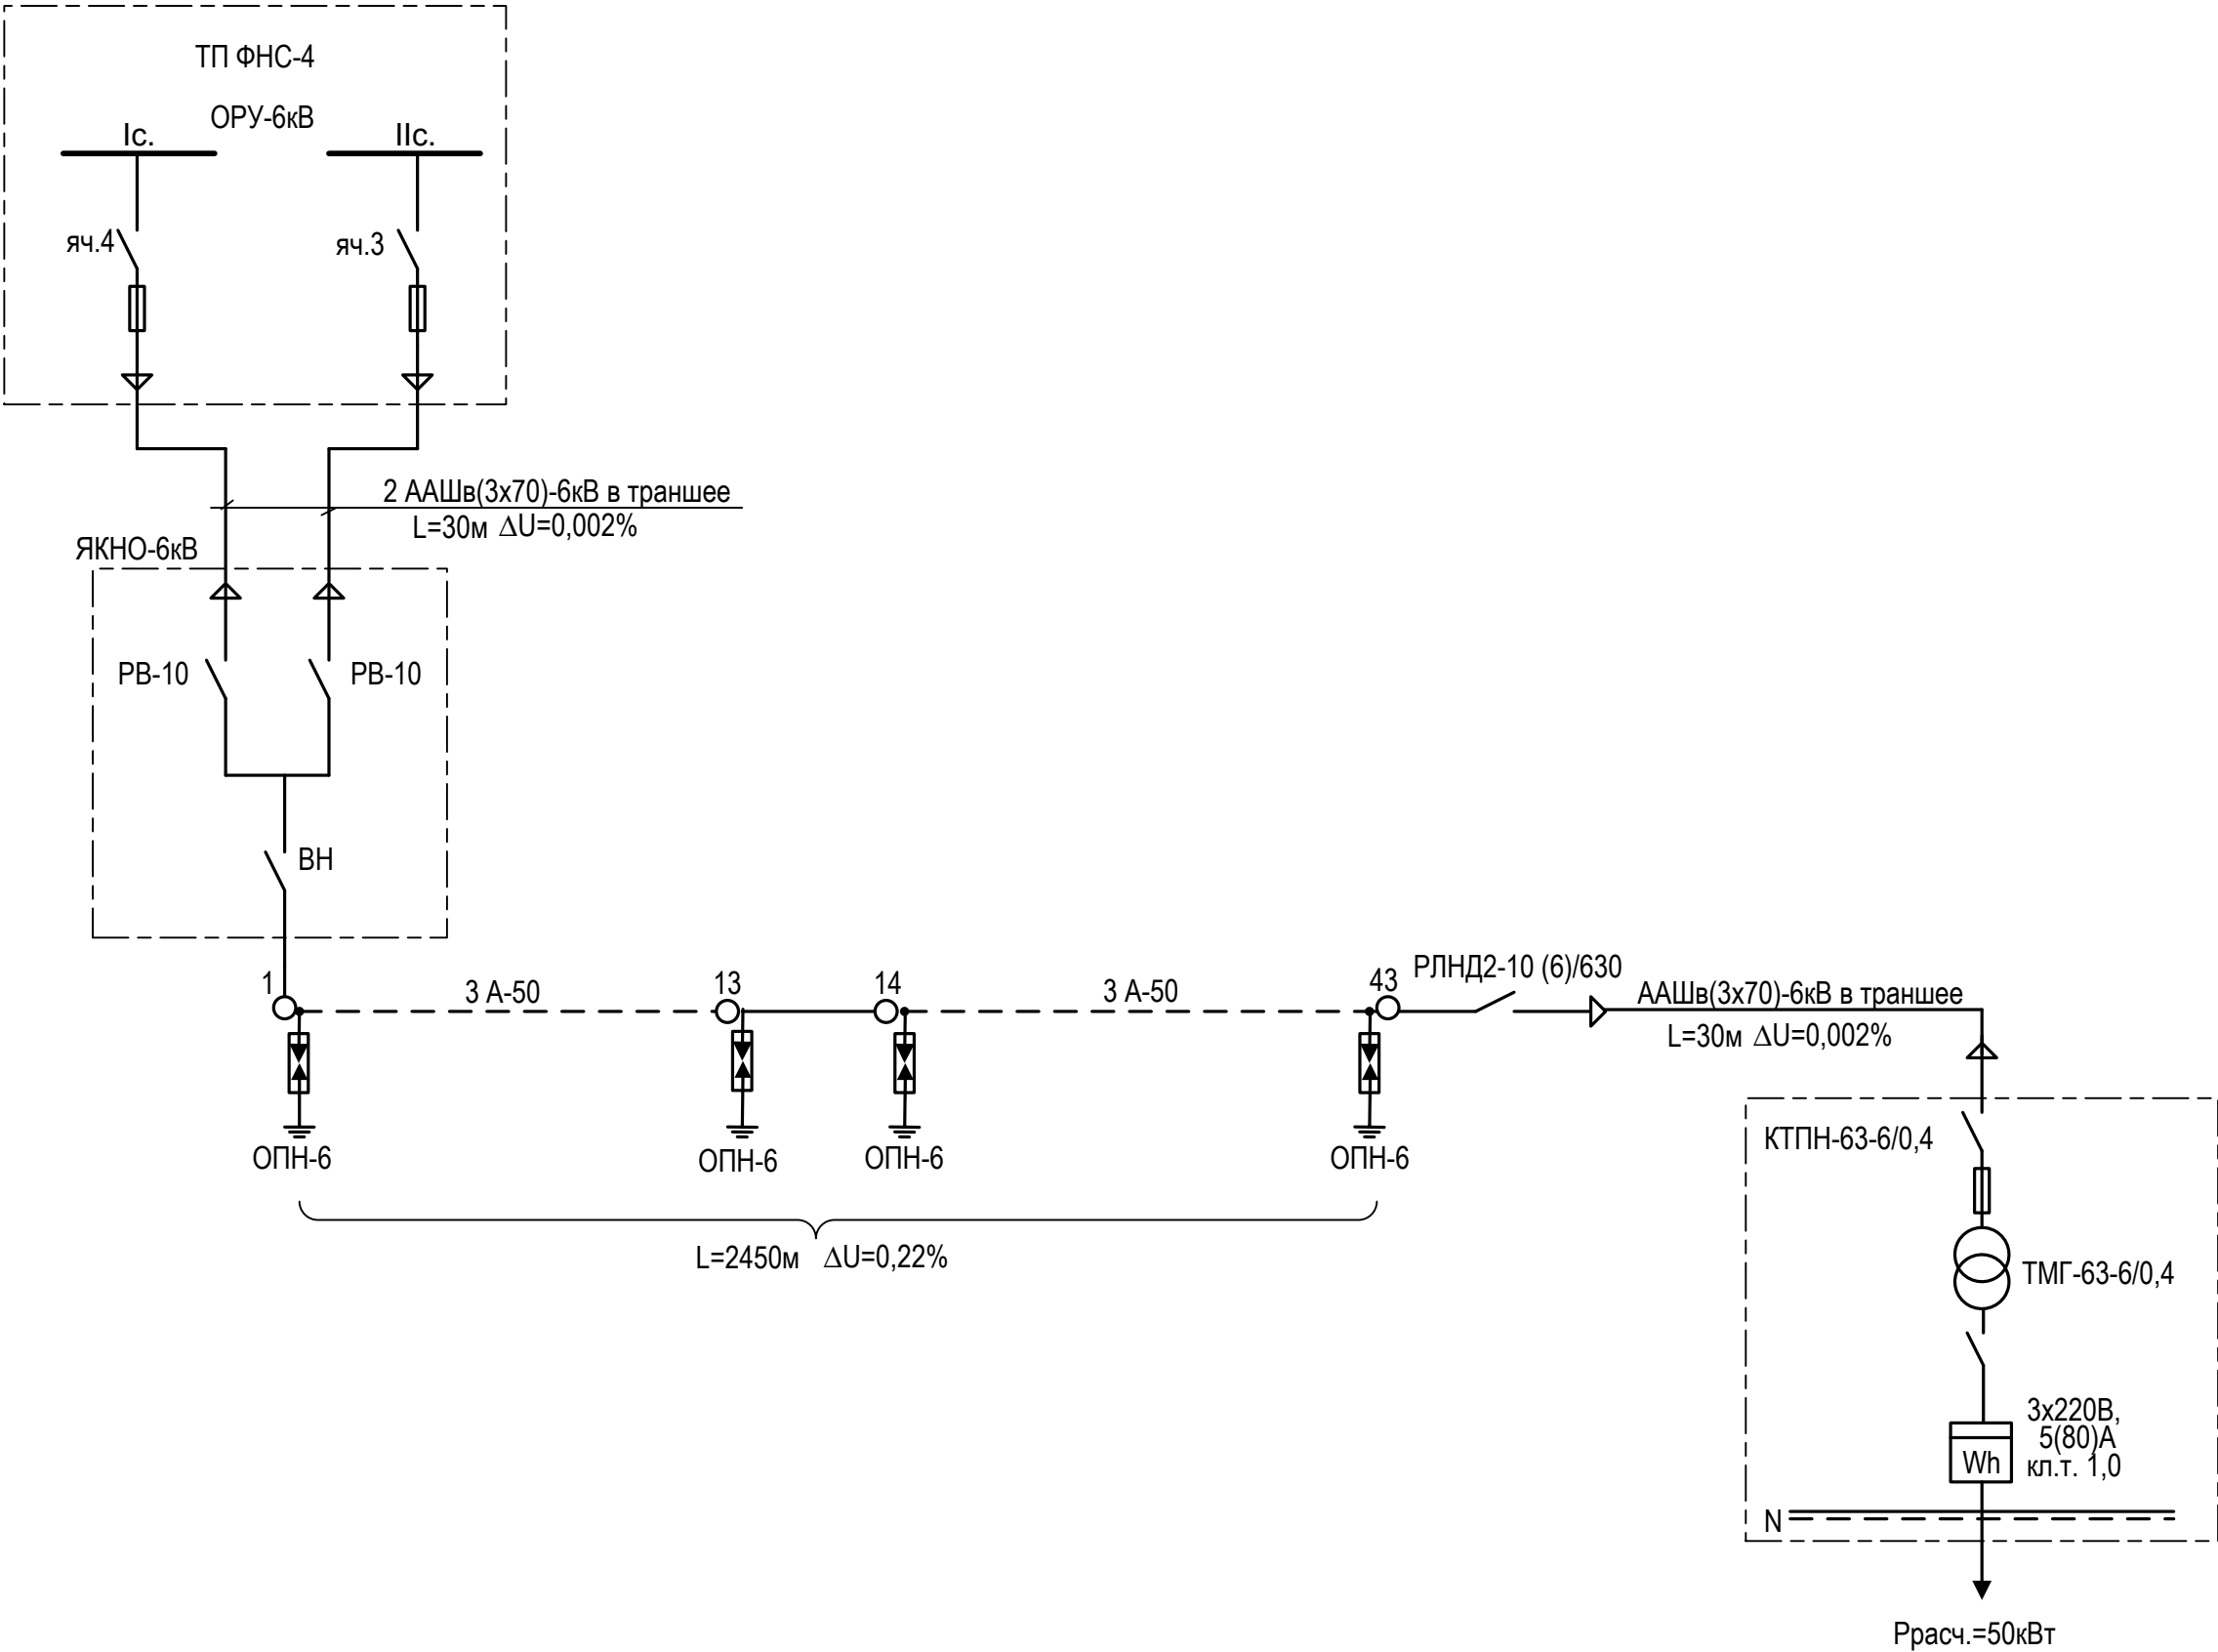 ТП ФНС-4
ОРУ-6кВ
Iс.
IIс.
яч.4
яч.3
2 ААШв(3х70)-6кВ в траншее
L=30м ΔU=0,002%
ЯКНО-6кВ
РВ-10
РВ-10
ВН
1
3 А-50
13
14
3 А-50
43
РЛНД2-10 (6)/630
ААШв(3х70)-6кВ в траншее
L=30м ΔU=0,002%
ОПН-6
ОПН-6
ОПН-6
ОПН-6
L=2450м ΔU=0,22%
КТПН-63-6/0,4
ТМГ-63-6/0,4
3х220В,
5(80)А
кл.т. 1,0
Wh
N
Ррасч.=50кВт